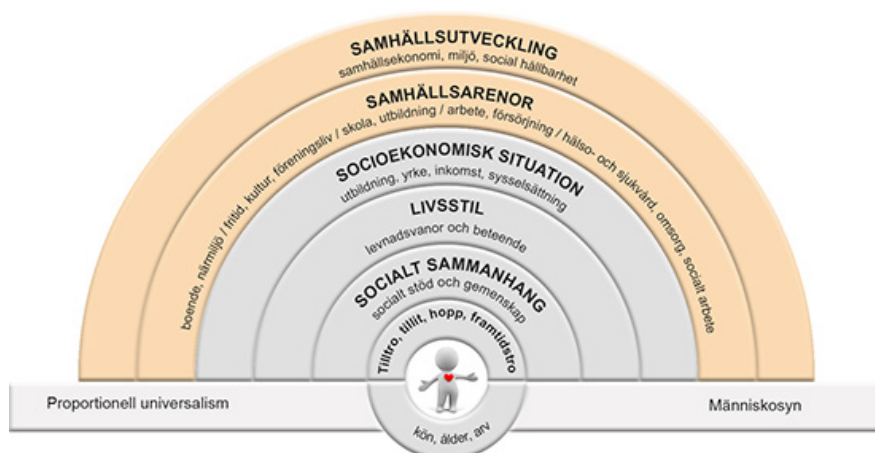 SAMHÄLLSUTVECKLING
samhällsekonomi, miljö, social hållbarhet
SAMHÄLLSARENOR
boende, närmiljö / fritid, kultur, föreningsliv / skola, utbildning / arbete, försörjning / hälso- och sjukvård, omsorg, socialt arbete
SOCIOEKONOMISK SITUATION
utbildning, yrke, inkomst, sysselsättning
LIVSSTIL
levnadsvanor och beteende
SOCIALT SAMMANHANG
socialt stöd och gemenskap
Tilltro, tillit, hopp, framtidstro
Proportionell universalism
Människosyn
kön, ålder, arv